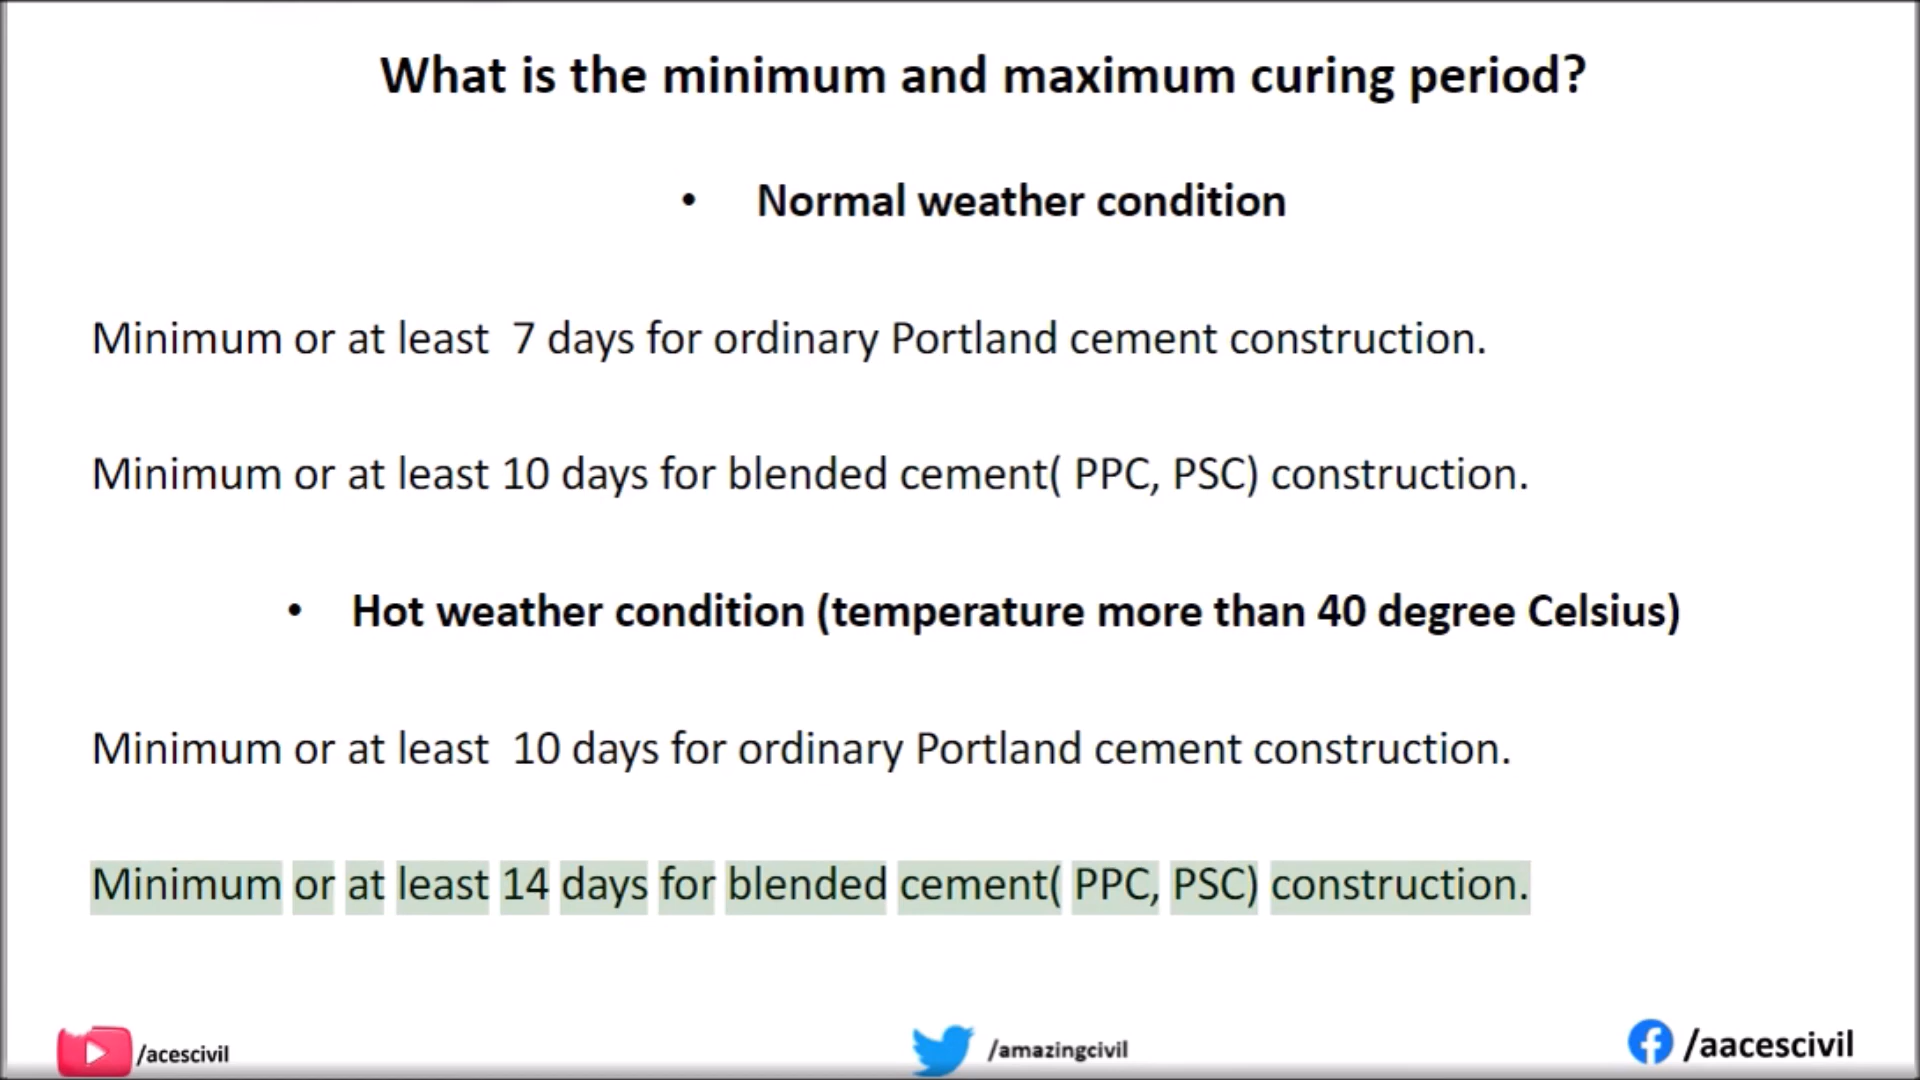 What is the minimum and maximum curing period?
• Normal weather condition
Minimum or at least 7 days for ordinary Portland cement construction.
Minimum or at least 10 days for blended cement( PPC, PSC) construction.
• Hot weather condition (temperature more than 40 degree Celsius)
Minimum or at least 10 days for ordinary Portland cement construction.
Minimum or at least 14 days for blended cement( PPC, PSC) construction.
/acescivil
/amazingcivil
/aacescivil